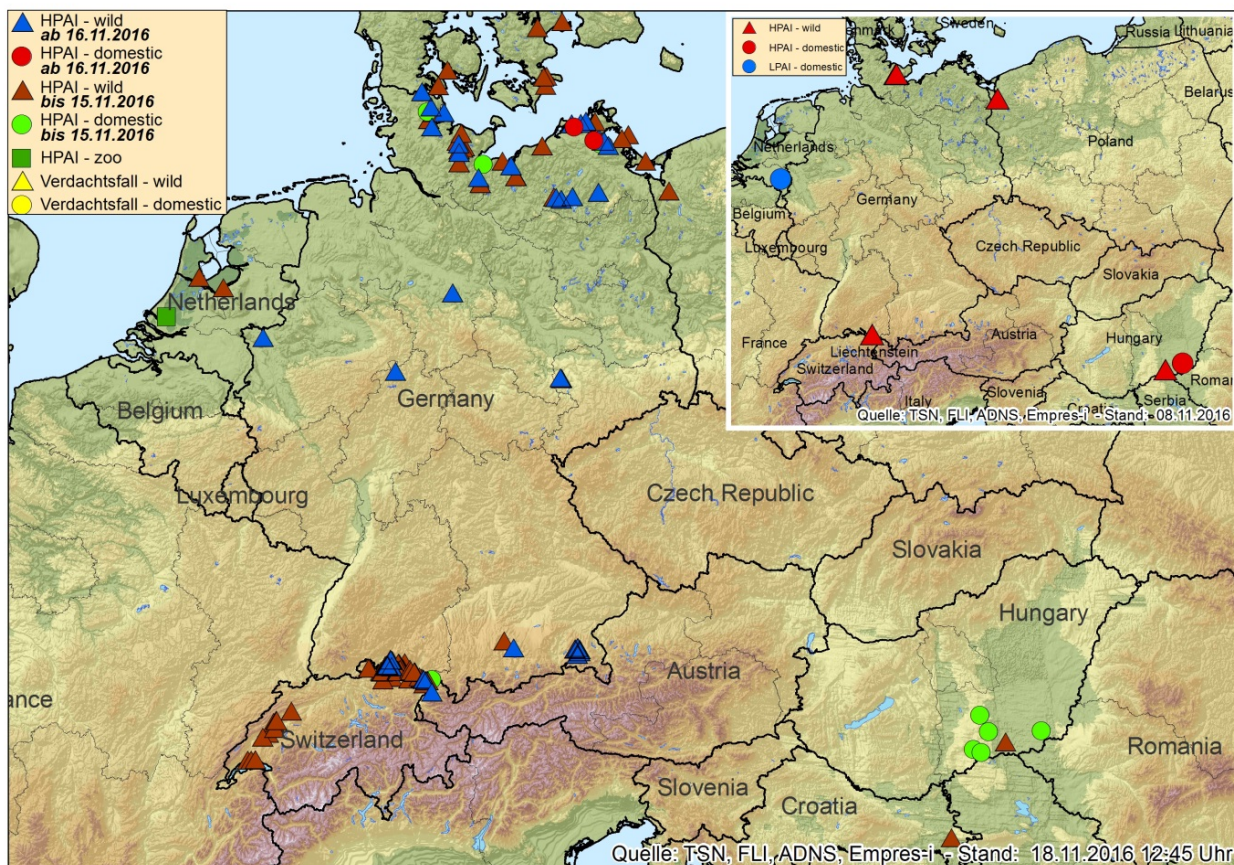 HPAI - wild
ab 16.11.2016
HPAI - domestic
ab 16.11.2016
HPAI - wild
bis 15.11.2016
HPAI - domestic
bis 15.11.2016
HPAI - zoo
Verdachtsfall - wild
Verdachtsfall - domestic
HPAI - wild
HPAI - domestic
LPAI - domestic
nmark
Sweden
Russia
Lithuania
Belarus
Poland
Netherlands
Germany
Belgium
Luxembourg
Czech Republic
Slovakia
France
Austria
Hungary
Liechtenstein
Switzerland
Romani
Slovenia
Italy
Croati
Serbia
Quelle: TSN, FLI, ADNS, Empres-i - Stand: 08.11.2016
Netherlands
Belgium
Germany
Luxembourg
Czech Republic
Slovakia
Hungary
Austria
ance
Switzerland
Romania
Slovenia
Croatia
Quelle: TSN, FLI, ADNS, Empres-i - Stand: 18.11.2016 12:45 Uhr